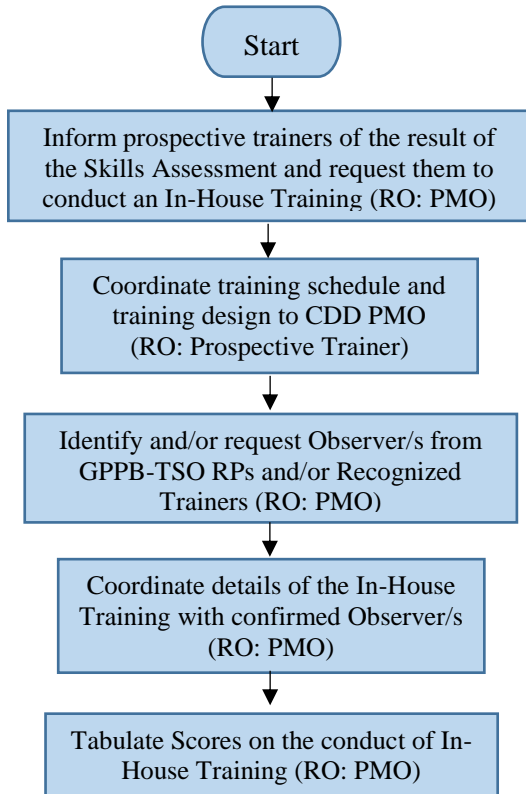 Start
Inform prospective trainers of the result of
the Skills Assessment and request them to
conduct an In-House Training (RO: PMO)
Coordinate training schedule and
training design to CDD PMO
(RO: Prospective Trainer)
Identify and/or request Observer/s from
GPPB-TSO RPs and/or Recognized
Trainers (RO: PMO)
Coordinate details of the In-House
Training with confirmed Observer/s
(RO: PMO)
Tabulate Scores on the conduct of In-
House Training (RO: PMO)